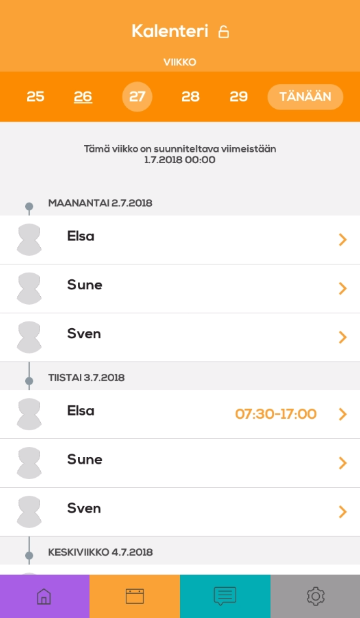 Kalenteri
VIIKKO
25 26 27 28 29 TÄNÄÄN
Tämä viikko on suunniteltava viimeistään
1.7.2018 00:00
MAANANTAI 2.7.2018
Elsa
Sune
Sven
TIISTAI 3.7.2018
Elsa 07:30-17:00
Sune
Sven
KESKIVIIKKO 4.7.2018